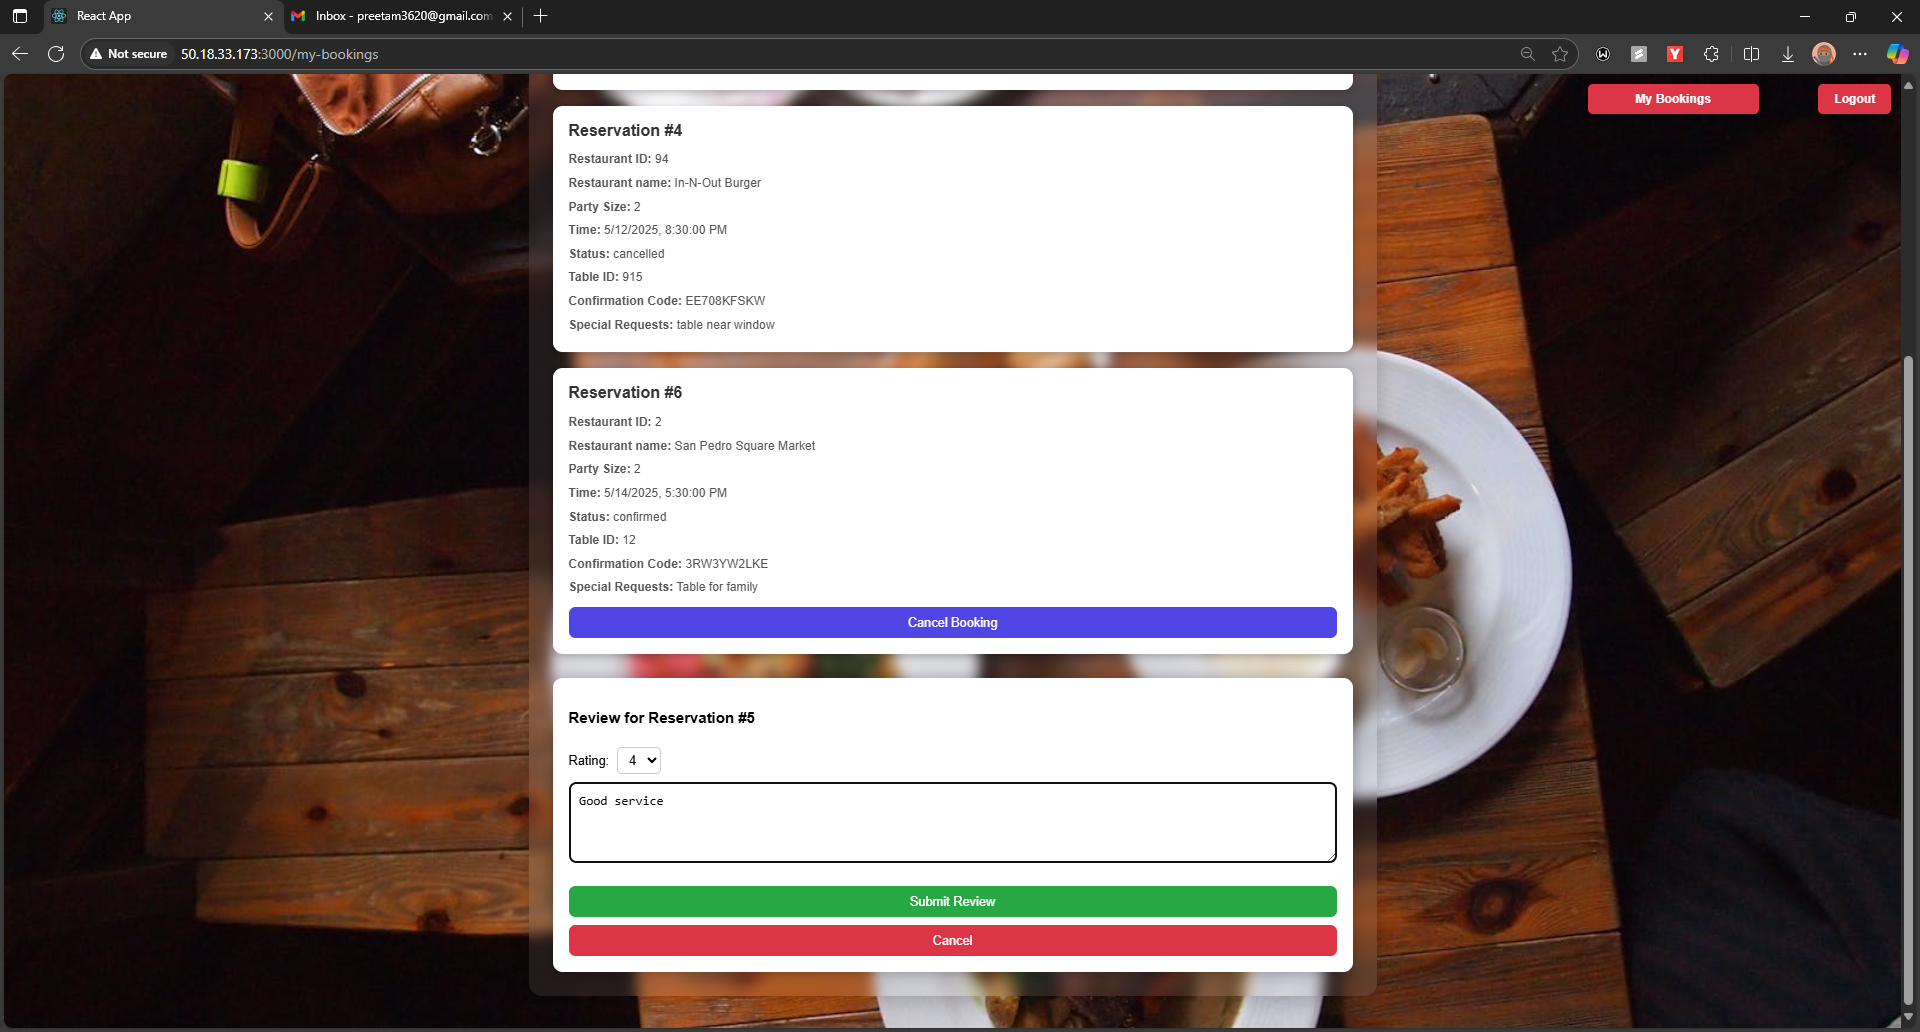 React App
Inbox - preetam3620@gmail.com
Not secure
50.18.33.173:3000/my-bookings
My Bookings
Logout
Reservation #4
Restaurant ID: 94
Restaurant name: In-N-Out Burger
Party Size: 2
Time: 5/12/2025, 8:30:00 PM
Status: cancelled
Table ID: 915
Confirmation Code: EE708KFSKW
Special Requests: table near window
Reservation #6
Restaurant ID: 2
Restaurant name: San Pedro Square Market
Party Size: 2
Time: 5/14/2025, 5:30:00 PM
Status: confirmed
Table ID: 12
Confirmation Code: 3RW3YW2LKE
Special Requests: Table for family
Cancel Booking
Review for Reservation #5
Rating: 4
Good service
Submit Review
Cancel